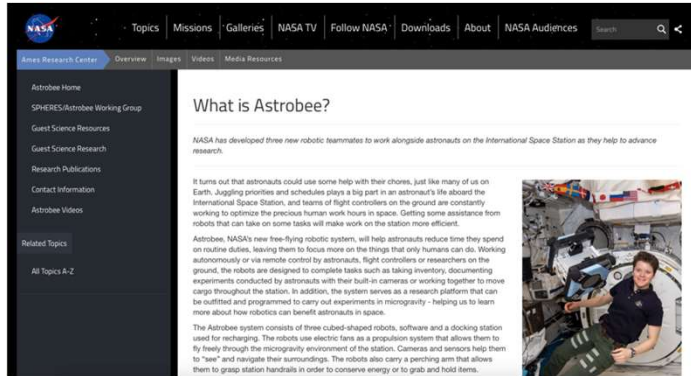 NASA
Topics Missions Galleries NASA TV Follow NASA Downloads About NASA Audiences Search
Ames Research Center Overview Images Videos Media Resources
Astrobee Home
SPHERES/Astrobee Working Group
Guest Science Resources
Guest Science Research
Research Publications
Contact Information
Astrobee Videos
Related Topics
All Topics A-Z
What is Astrobee?
NASA has developed three new robotic teammates to work alongside astronauts on the International Space Station as they help to advance
research.
It turns out that astronauts could use some help with their chores, just like many of us on
Earth. Juggling priorities and schedules plays a big part in an astronaut's life aboard the
International Space Station, and teams of flight controllers on the ground are constantly
working to optimize the precious human work hours in space. Getting some assistance from
robots that can take on some tasks will make work on the station more efficient.
Astrobee, NASA's new free-flying robotic system, will help astronauts reduce time they spend
on routine duties, leaving them to focus more on the things that only humans can do. Working
autonomously or via remote control by astronauts, flight controllers or researchers on the
ground, the robots are designed to complete tasks such as taking inventory, documenting
experiments conducted by astronauts with their built-in cameras or working together to move
cargo throughout the station. In addition, the system serves as a research platform that can
be outfitted and programmed to carry out experiments in microgravity - helping us to learn
more about how robotics can benefit astronauts in space.
The Astrobee system consists of three cubed-shaped robots, software and a docking station
used for recharging. The robots use electric fans as a propulsion system that allows them to
fly freely through the microgravity environment of the station. Cameras and sensors help them
to "see" and navigate their surroundings. The robots also carry a perching arm that allows
them to grasp station handrails in order to conserve energy or to grab and hold items.